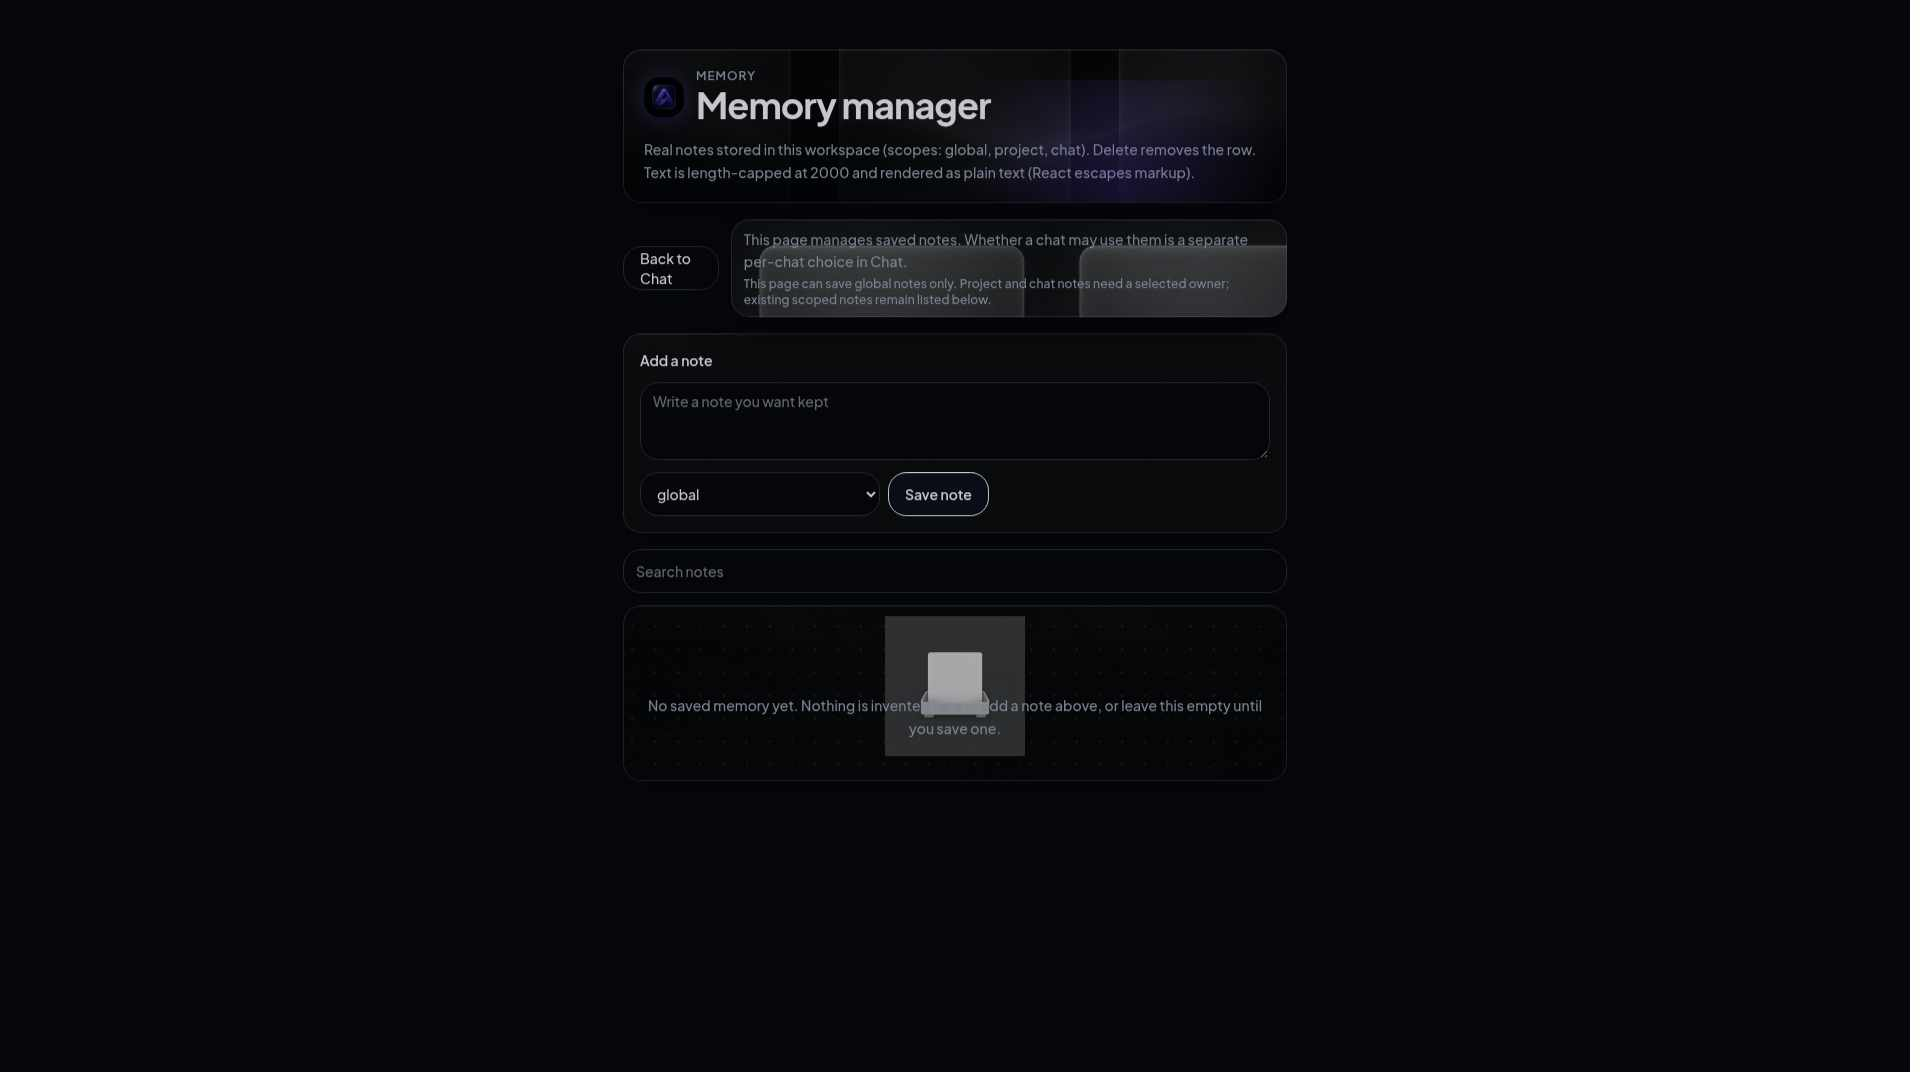 MEMORY
Memory manager
Real notes stored in this workspace (scopes: global, project, chat). Delete removes the row.
Text is length-capped at 2000 and rendered as plain text (React escapes markup).
Back to
Chat
This page manages saved notes. Whether a chat may use them is a separate
per-chat choice in Chat.
This page can save global notes only. Project and chat notes need a selected owner;
existing scoped notes remain listed below.
Add a note
Write a note you want kept
global
Save note
Search notes
No saved memory yet. Nothing is add a note above, or leave this empty until
you save one.